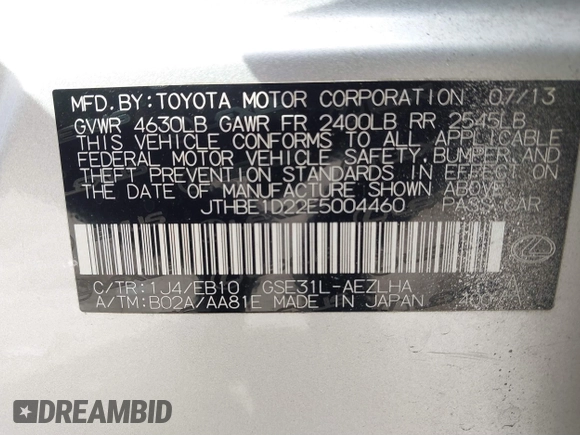 MFD.BY:TOYOTA MOTOR CORPORATION 07/13
GVWR 4630LB GAWR FR 2400LB RR 2545LB
THIS VEHICLE CONFORMS TO ALL APPLICABLE
FEDERAL MOTOR VEHICLE SAFETY,BUMPER,AND
THEFT PREVENTION STANDARDS IN EFFECT ON
THE DATE OF MANUFACTURE SHOWN ABOVE.
JTHBE1D22E5004460 PASS.CAR
C/TR:1J4/EB10 GSE31L-AEZLHA
A/TM:B02A/AA81E MADE IN JAPAN
DREAMBID